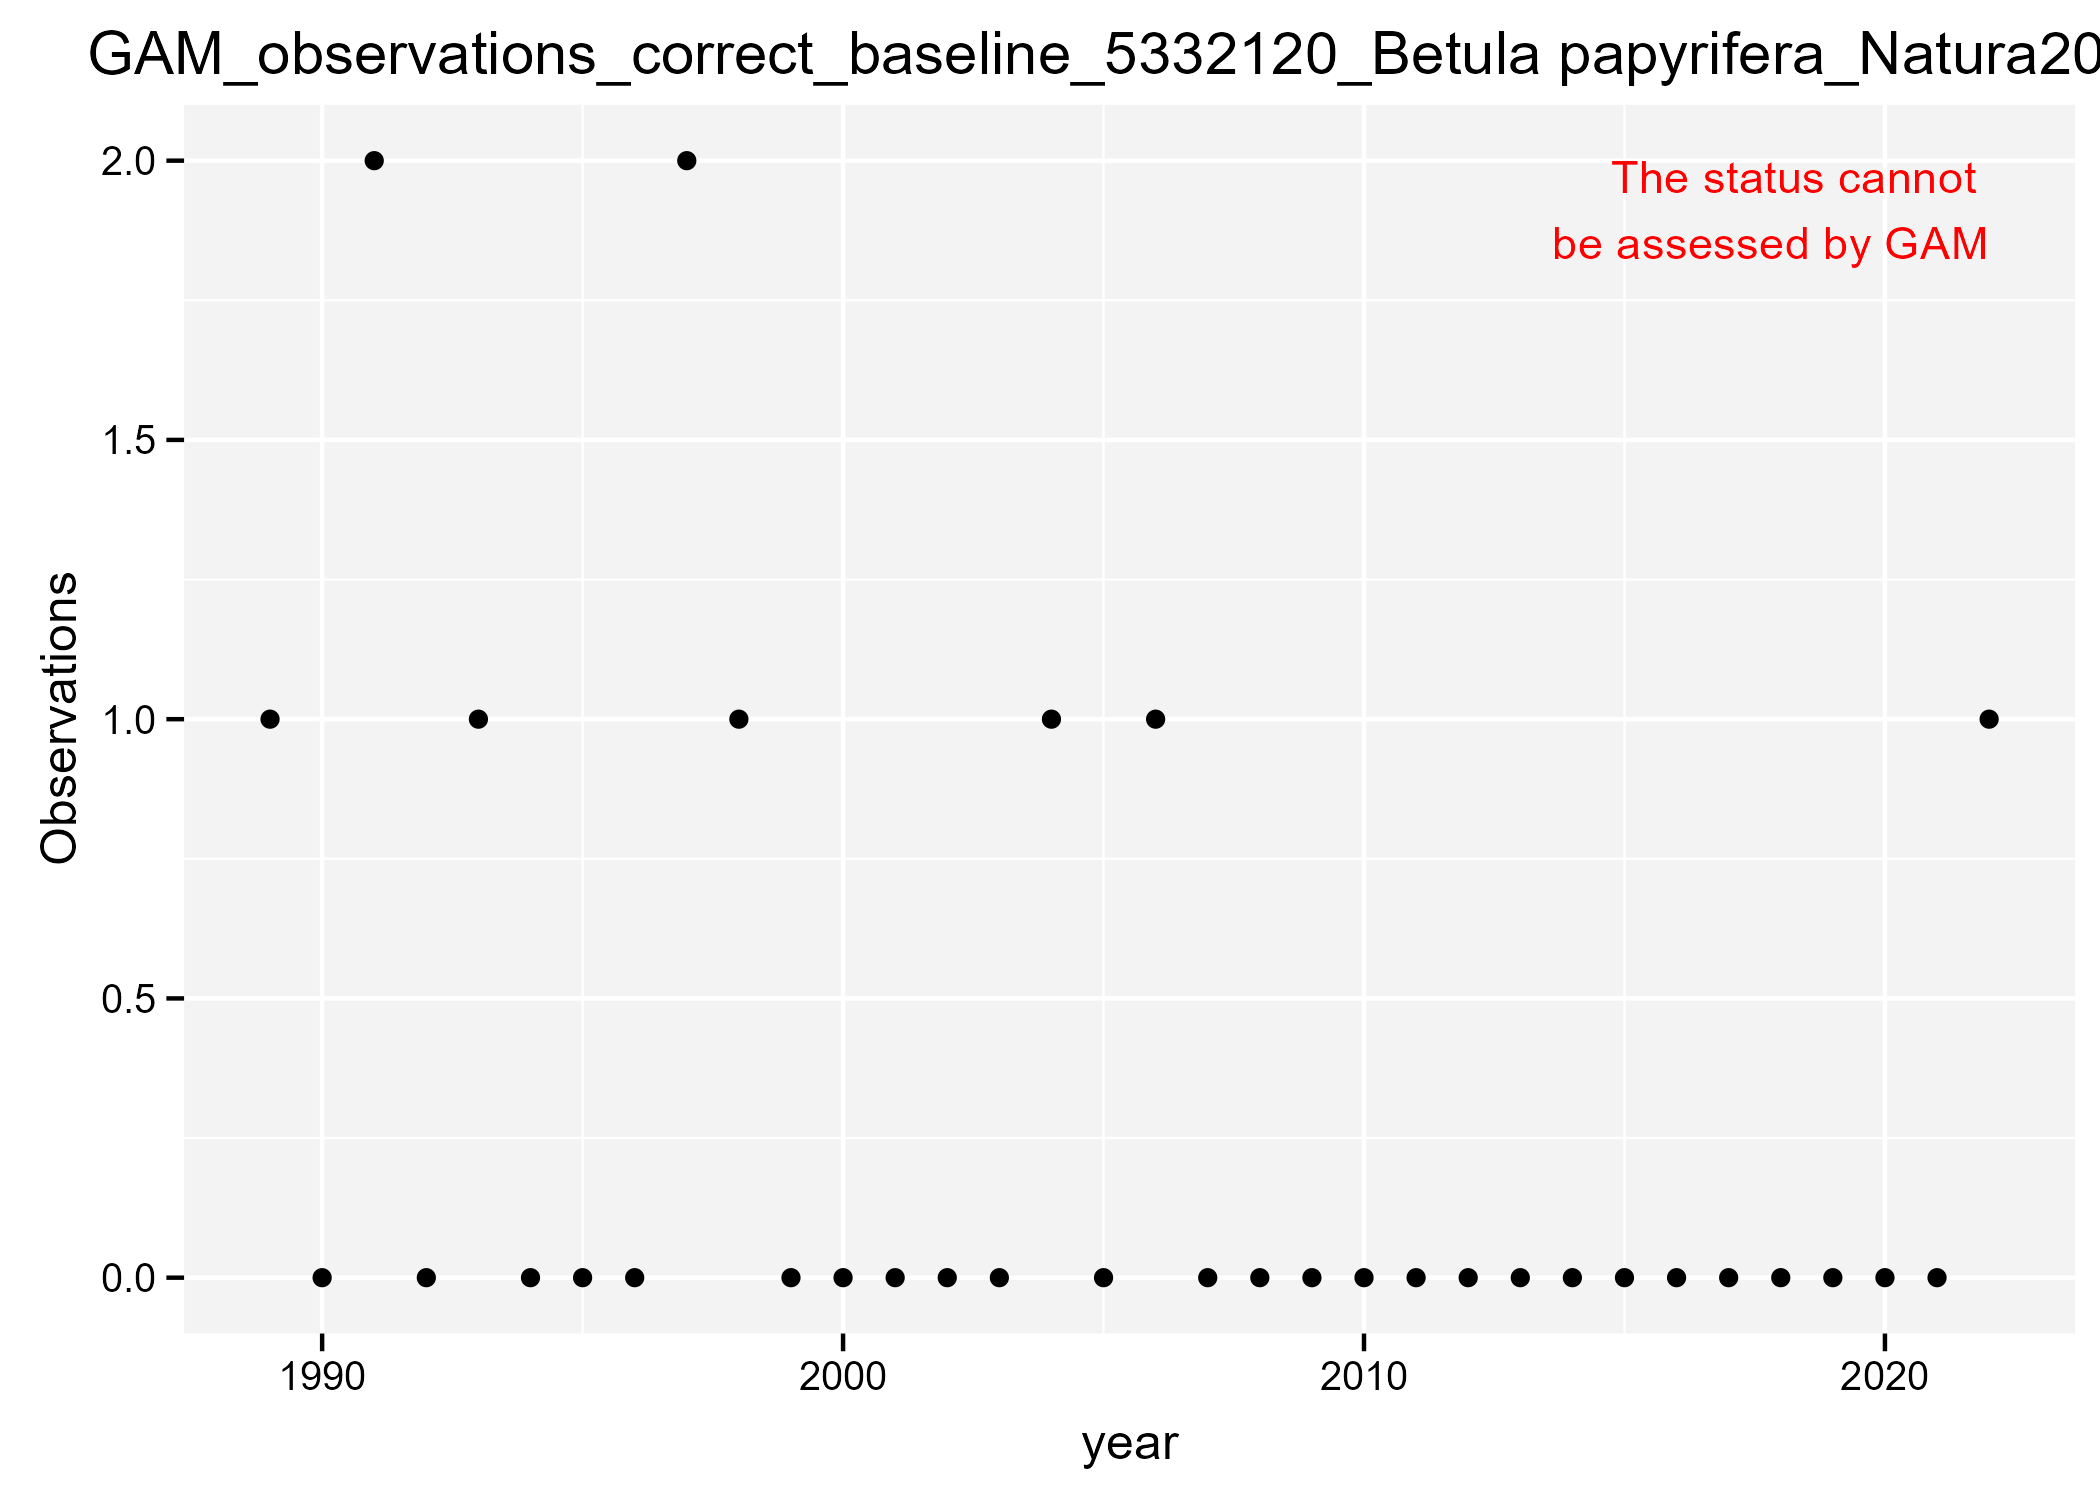 GAM_observations_correct_baseline_5332120_Betula papyrifera_Natura20
The status cannot
be assessed by GAM
2.0
1.5
1.0
0.5
0.0
Observations
1990 2000 2010 2020
year